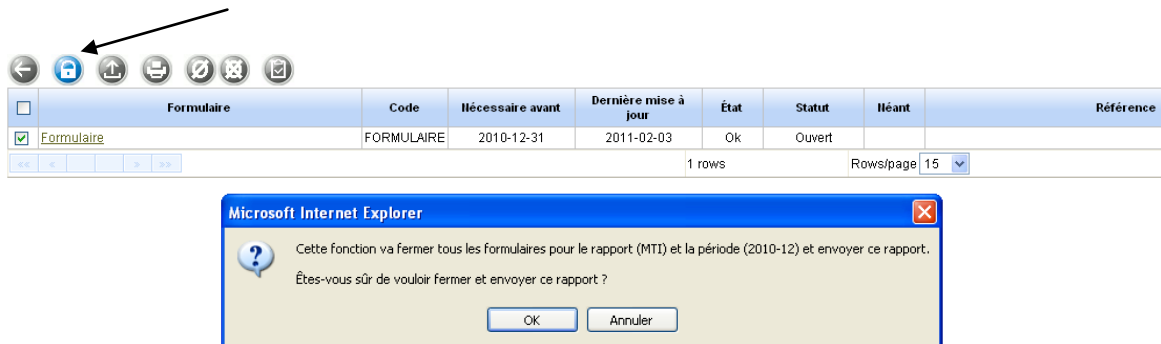 Formulaire Code Nécessaire avant Dernière mise à jour État Statut Néant Référence
Formulaire FORMULAIRE 2010-12-31 2011-02-03 Ok Ouvert
<< < > >> 1 rows Rows/page 15
Microsoft Internet Explorer
Cette fonction va fermer tous les formulaires pour le rapport (MTI) et la période (2010-12) et envoyer ce rapport.
Êtes-vous sûr de vouloir fermer et envoyer ce rapport ?
OK Annuler